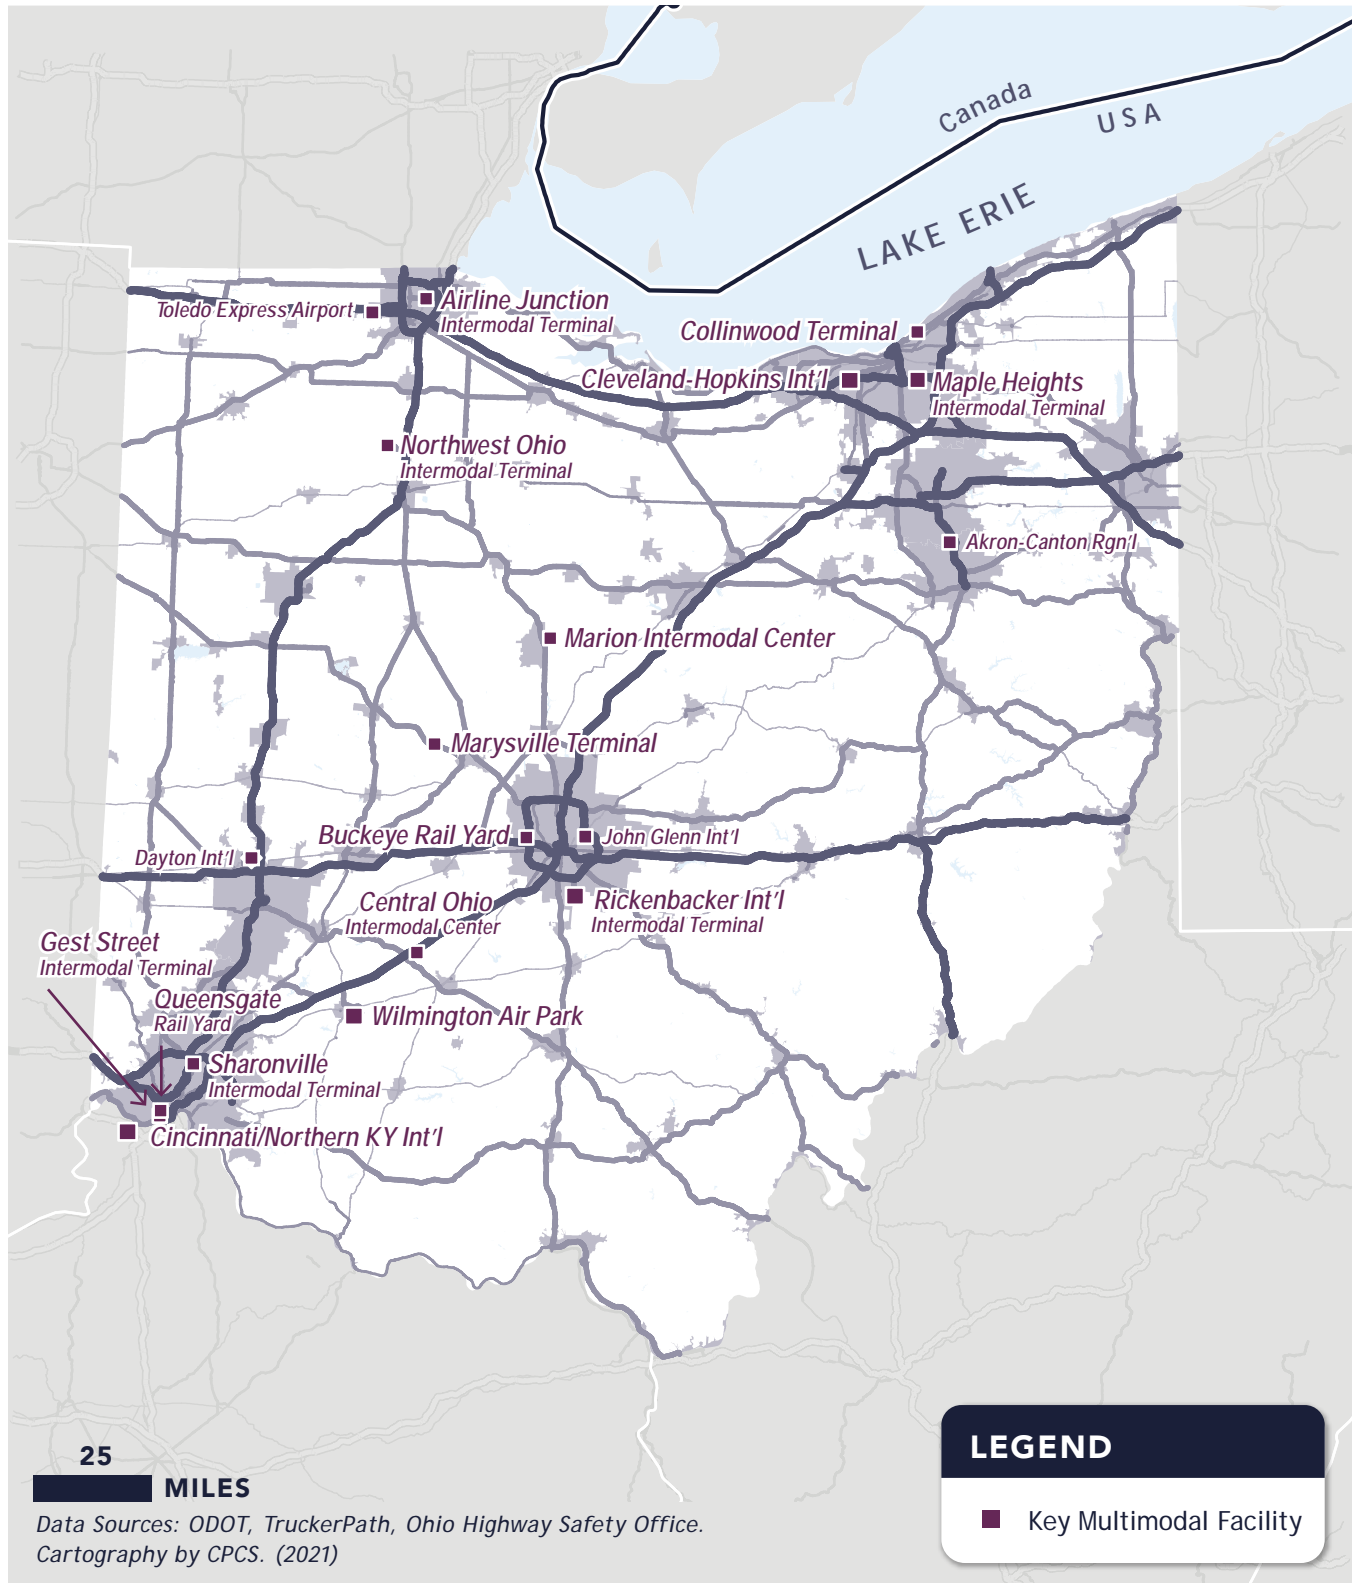 Canada
USA
LAKE ERIE
Toledo Express Airport
Airline Junction
Intermodal Terminal
Collinwood Terminal
Cleveland-Hopkins Int'l
Maple Heights
Intermodal Terminal
Northwest Ohio
Intermodal Terminal
Akron-Canton Rgn'l
Marion Intermodal Center
Marysville Terminal
Buckeye Rail Yard
John Glenn Int'l
Dayton Int'l
Central Ohio
Intermodal Center
Rickenbacker Int'l
Intermodal Terminal
Gest Street
Intermodal Terminal
Queensgate
Rail Yard
Wilmington Air Park
Sharonville
Intermodal Terminal
Cincinnati/Northern KY Int'l
25
MILES
Data Sources: ODOT, TruckerPath, Ohio Highway Safety Office.
Cartography by CPCS. (2021)
LEGEND
Key Multimodal Facility